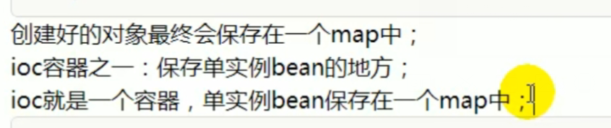 创建好的对象最终会保存在一个map中；
ioc容器之一：保存单实例bean的地方；
ioc就是一个容器，单实例bean保存在一个map中；